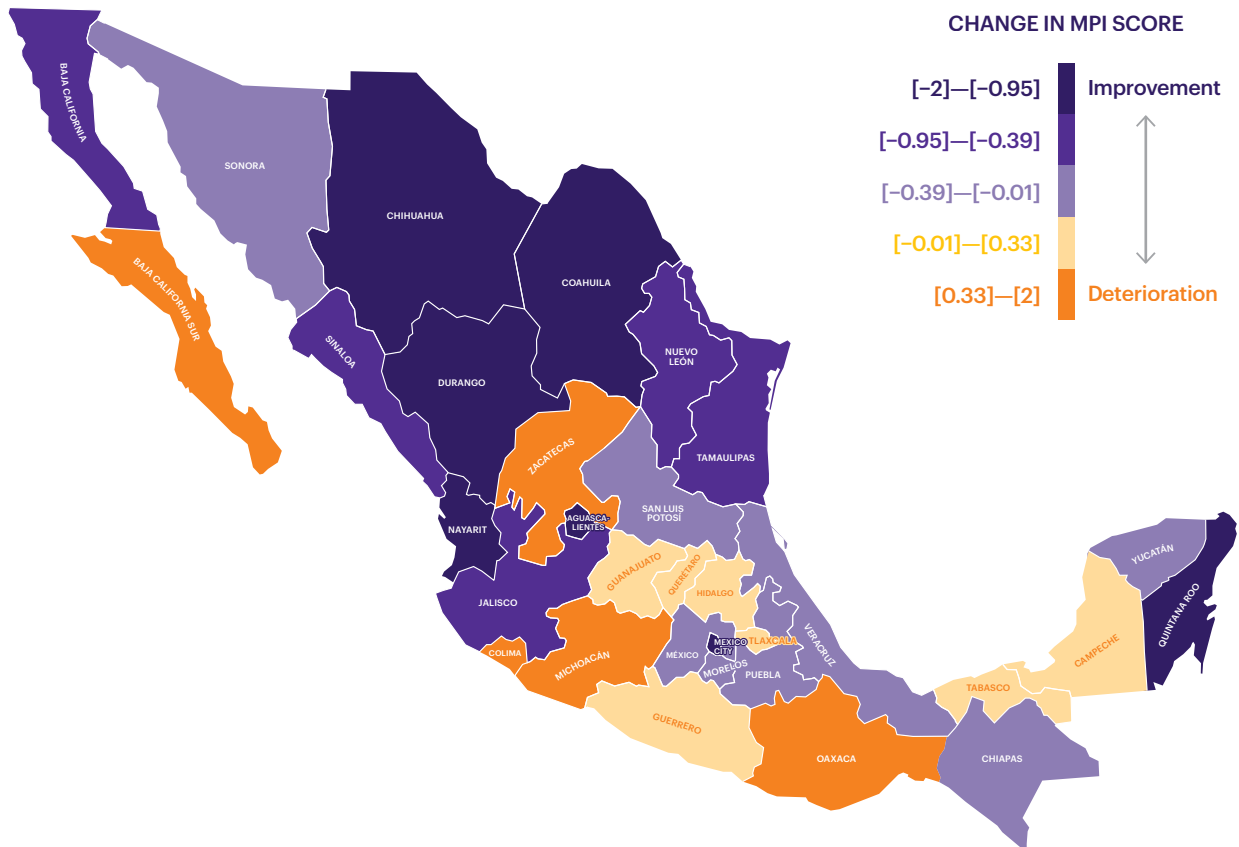 CHANGE IN MPI SCORE
[−2]—[−0.95]
Improvement
[−0.95]—[−0.39]
[−0.39]—[−0.01]
[−0.01]—[0.33]
[0.33]—[2]
Deterioration
BAJA CALIFORNIA
SONORA
CHIHUAHUA
BAJA CALIFORNIA SUR
COAHUILA
SINALOA
NUEVO
LEÓN
DURANGO
ZACATECAS
TAMAULIPAS
NAYARIT
AGUASCA-
LIENTES
SAN LUIS
POTOSÍ
GUANAJUATO
QUERÉTARO
HIDALGO
YUCATÁN
QUINTANA ROO
JALISCO
COLIMA
MICHOACÁN
MÉXICO
MEXICO
CITY
TLAXCALA
MORELOS
PUEBLA
VERACRUZ
CAMPECHE
TABASCO
GUERRERO
OAXACA
CHIAPAS